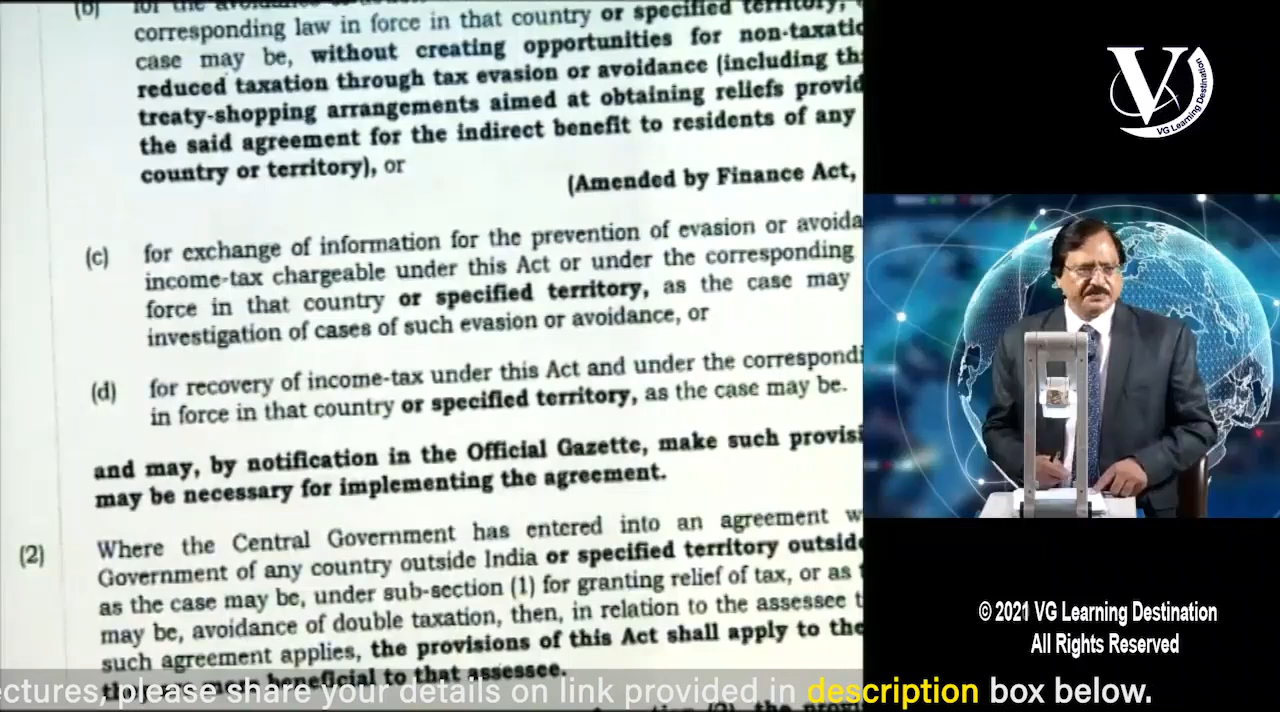 (b) for the avoidance
corresponding law in force in that country or specified territory,
case may be, without creating opportunities for non-taxatio
reduced taxation through tax evasion or avoidance (including th
treaty-shopping arrangements aimed at obtaining reliefs provid
the said agreement for the indirect benefit to residents of any
country or territory), or
(Amended by Finance Act,
(c) for exchange of information for the prevention of evasion or avoida
income-tax chargeable under this Act or under the corresponding
force in that country or specified territory, as the case may
investigation of cases of such evasion or avoidance, or
(d) for recovery of income-tax under this Act and under the correspondi
in force in that country or specified territory, as the case may be.
and may, by notification in the Official Gazette, make such provisi
may be necessary for implementing the agreement.
(2) Where the Central Government has entered into an agreement w
Government of any country outside India or specified territory outside
as the case may be, under sub-section (1) for granting relief of tax, or as
may be, avoidance of double taxation, then, in relation to the assessee t
such agreement applies, the provisions of this Act shall apply to the
beneficial to that assessee.
ectures, please share your details on link provided in description box below.
V
VG Learning Destination
© 2021 VG Learning Destination
All Rights Reserved